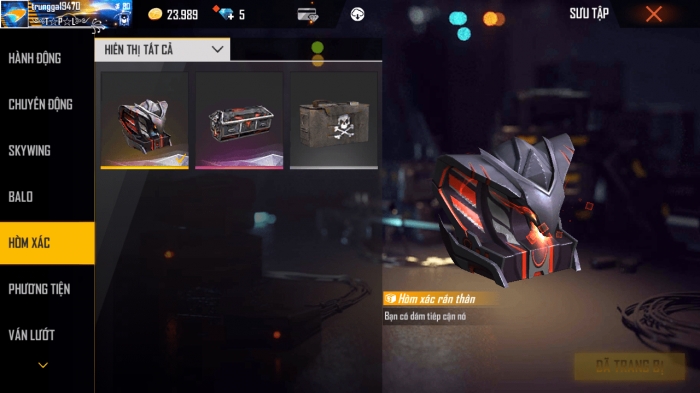 trunggal9470
23.989
5
SƯU TẬP
HÀNH ĐỘNG
HIỂN THỊ TẤT CẢ
CHUYỂN ĐỘNG
SKYWING
BALO
HÒM XÁC
PHƯƠNG TIỆN
VÁN LƯỚT
Hòm xác rắn thần
Bạn có dám tiếp cận nó
ĐÃ TRANG BỊ